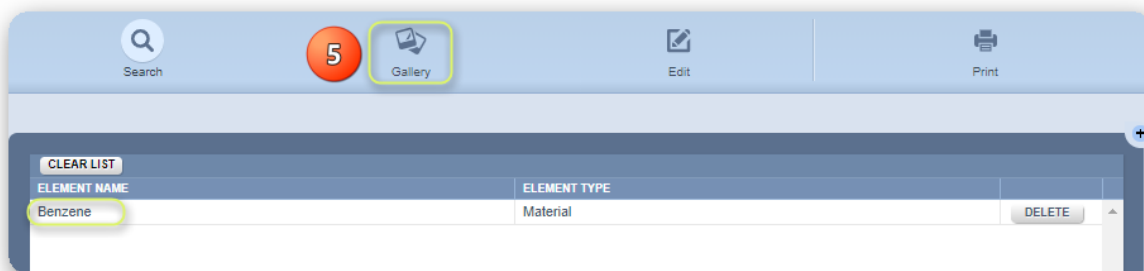 5
Search Gallery Edit Print
CLEAR LIST
ELEMENT NAME ELEMENT TYPE
Benzene Material DELETE